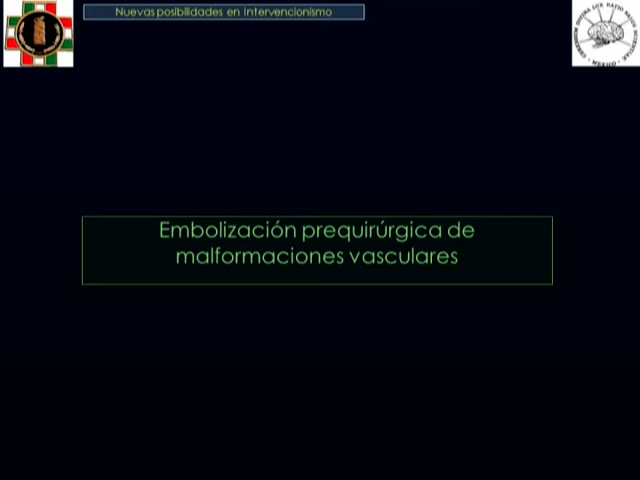 Nuevas posibilidades en Intervencionismo
Embolización prequirúrgica de
malformaciones vasculares